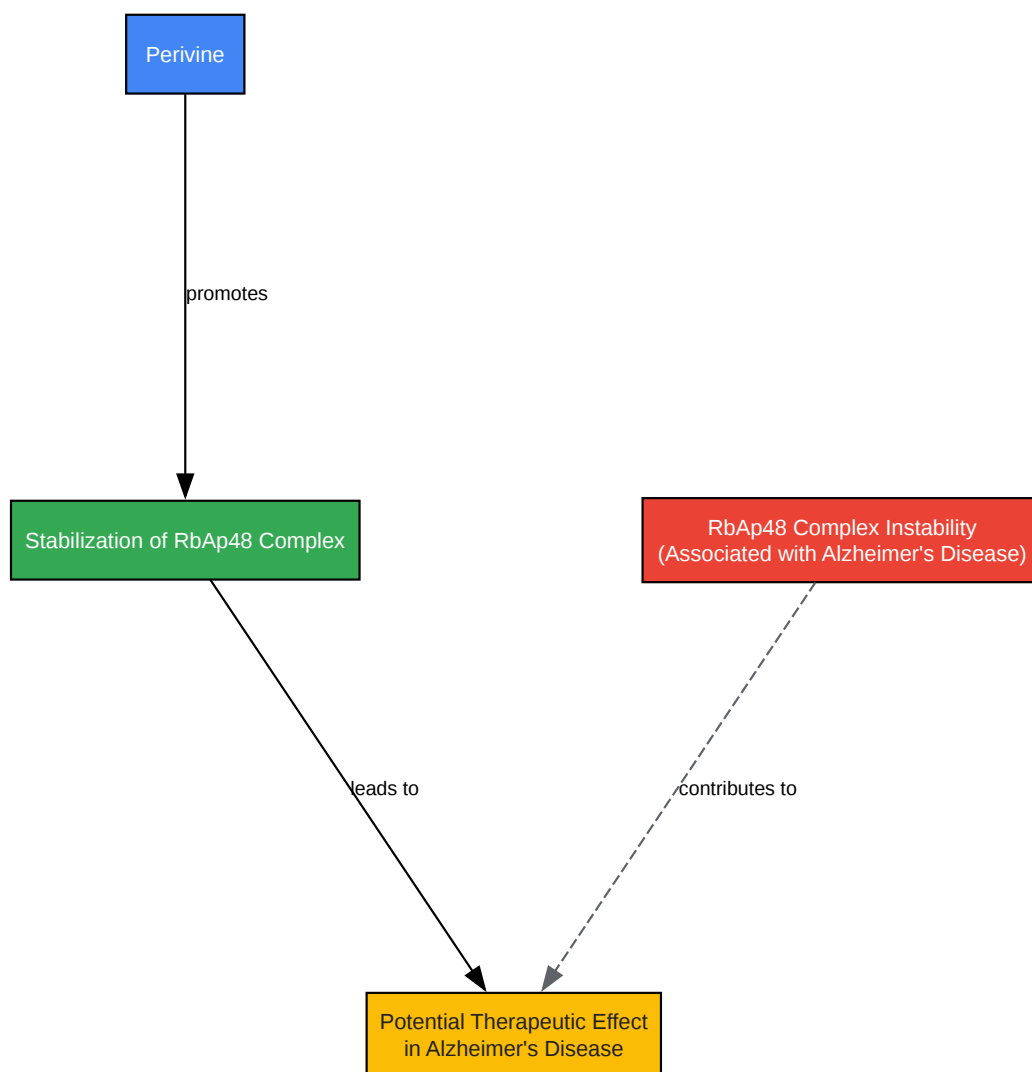 Perivine
promotes
Stabilization of RbAp48 Complex
RbAp48 Complex Instability
(Associated with Alzheimer's Disease)
leads to
contributes to
Potential Therapeutic Effect
in Alzheimer's Disease